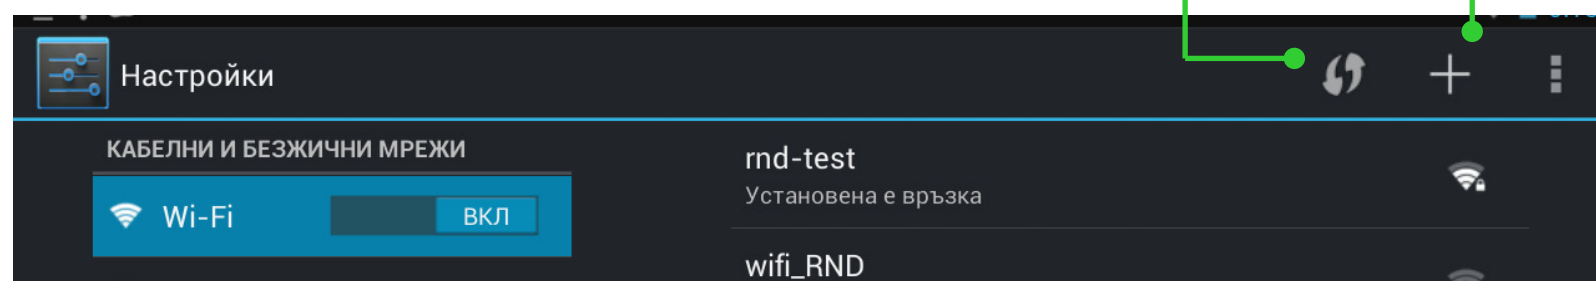 Настройки
КАБЕЛНИ И БЕЗЖИЧНИ МРЕЖИ
Wi-Fi
ВКЛ
rnd-test
Установена е връзка
wifi_RND